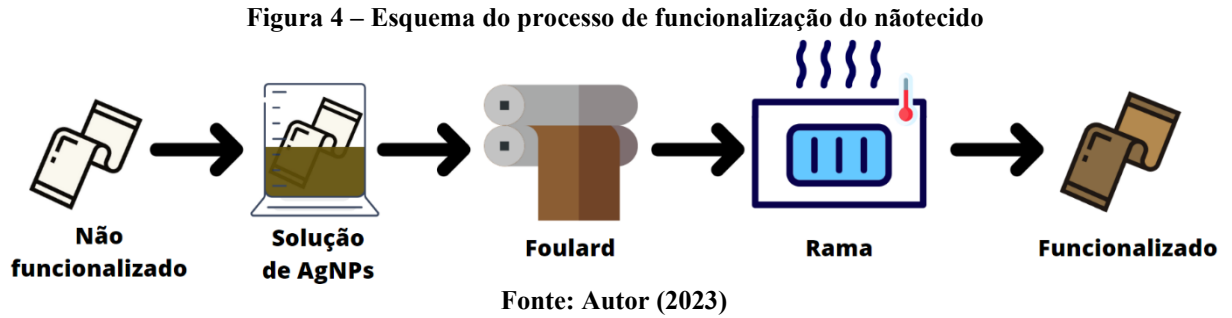 Figura 4 – Esquema do processo de funcionalização do nãotecido
Não
funcionalizado
Solução
de AgNPs
Foulard
Rama
Funcionalizado
Fonte: Autor (2023)